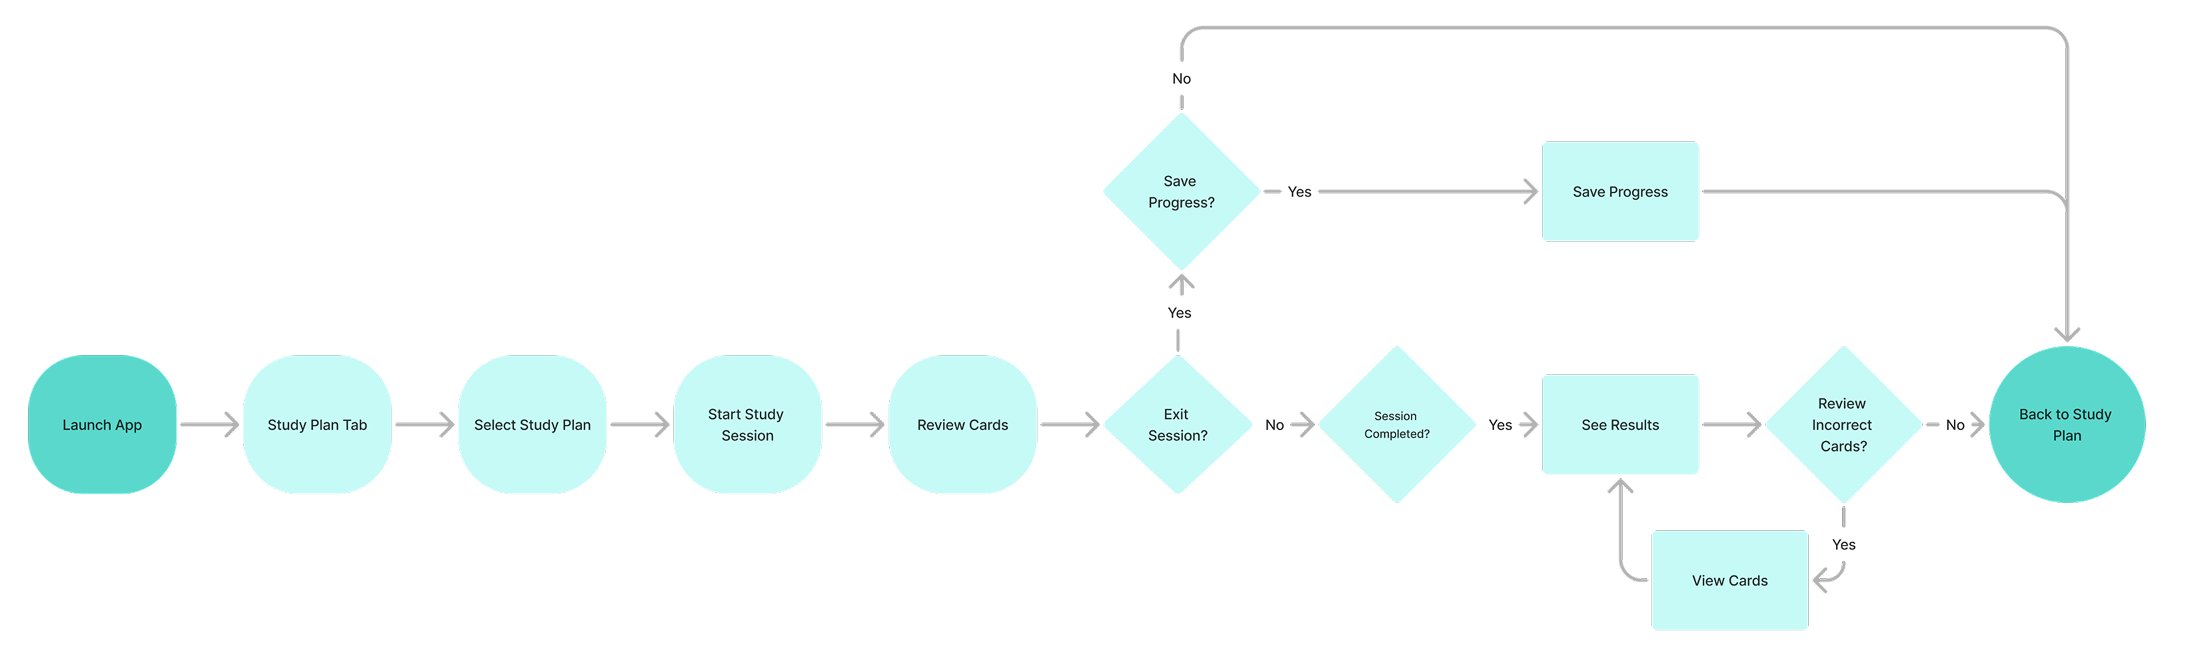 No
Save
Progress?
Yes
Save Progress
Yes
Launch App
Study Plan Tab
Select Study Plan
Start Study
Session
Review Cards
Exit
Session?
No
Session
Completed?
Yes
See Results
Review
Incorrect
Cards?
No
Back to Study
Plan
Yes
View Cards